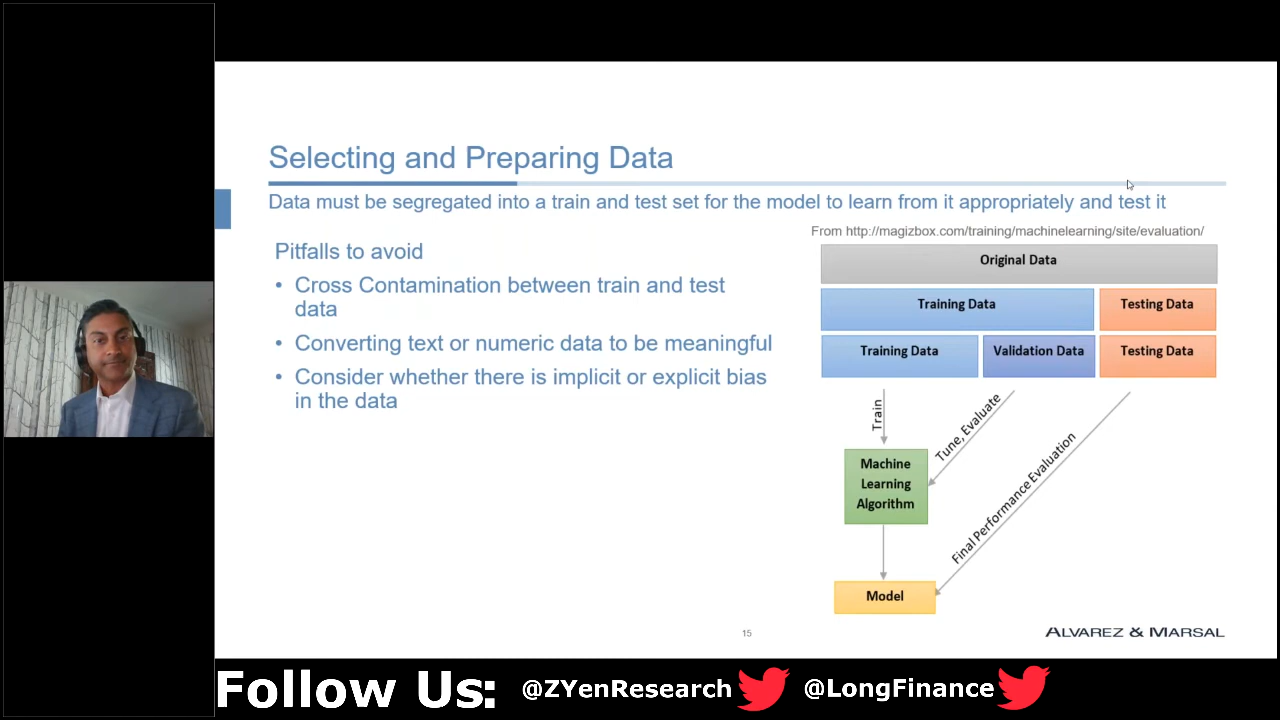 Selecting and Preparing Data
Data must be segregated into a train and test set for the model to learn from it appropriately and test it
Pitfalls to avoid
• Cross Contamination between train and test
data
• Converting text or numeric data to be meaningful
• Consider whether there is implicit or explicit bias
in the data
From http://magizbox.com/training/machinelearning/site/evaluation/
Original Data
Training Data
Testing Data
Training Data
Validation Data
Testing Data
Train
Tune, Evaluate
Final Performance Evaluation
Machine
Learning
Algorithm
Model
15
ALVAREZ & MARSAL
Follow Us: @ZYenResearch @LongFinance